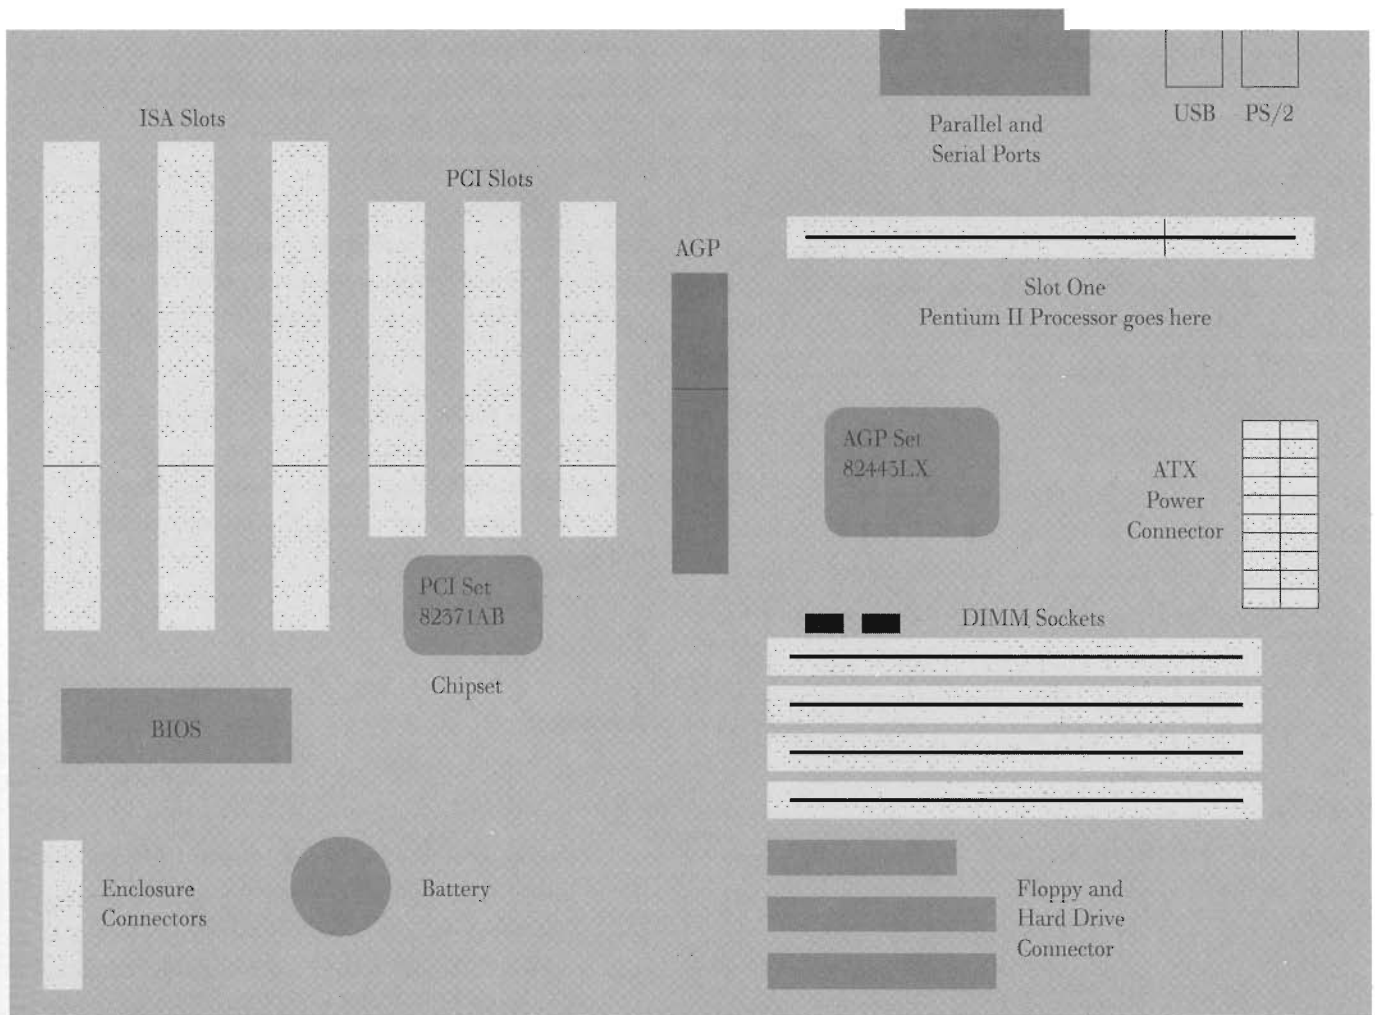 USB PS/2
ISA Slots
Parallel and
Serial Ports
PCI Slots
AGP
Slot One
Pentium II Processor goes here
AGP Set
82443LX
ATX
Power
Connector
PCI Set
82371AB
DIMM Sockets
Chipset
BIOS
Enclosure
Connectors
Battery
Floppy and
Hard Drive
Connector